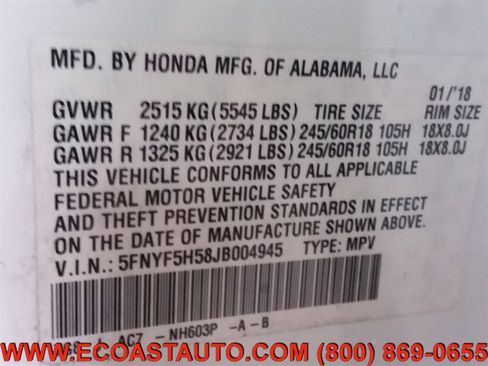 MFD. BY HONDA MFG. OF ALABAMA, LLC
01/'18
GVWR 2515 KG(5545 LBS) TIRE SIZE RIM SIZE
GAWR F 1240 KG(2734 LBS)245/60R18 105H 18X8.0J
GAWR R 1325 KG(2921 LBS)245/60R18 105H 18X8.0J
THIS VEHICLE CONFORMS TO ALL APPLICABLE
FEDERAL MOTOR VEHICLE SAFETY
AND THEFT PREVENTION STANDARDS IN EFFECT
ON THE DATE OF MANUFACTURE SHOWN ABOVE.
V.I.N.: 5FNYF5H58JB004945 TYPE: MPV
AC7 -NH603P -A-B
WWW.ECOASTAUTO.COM (800) 869-0655